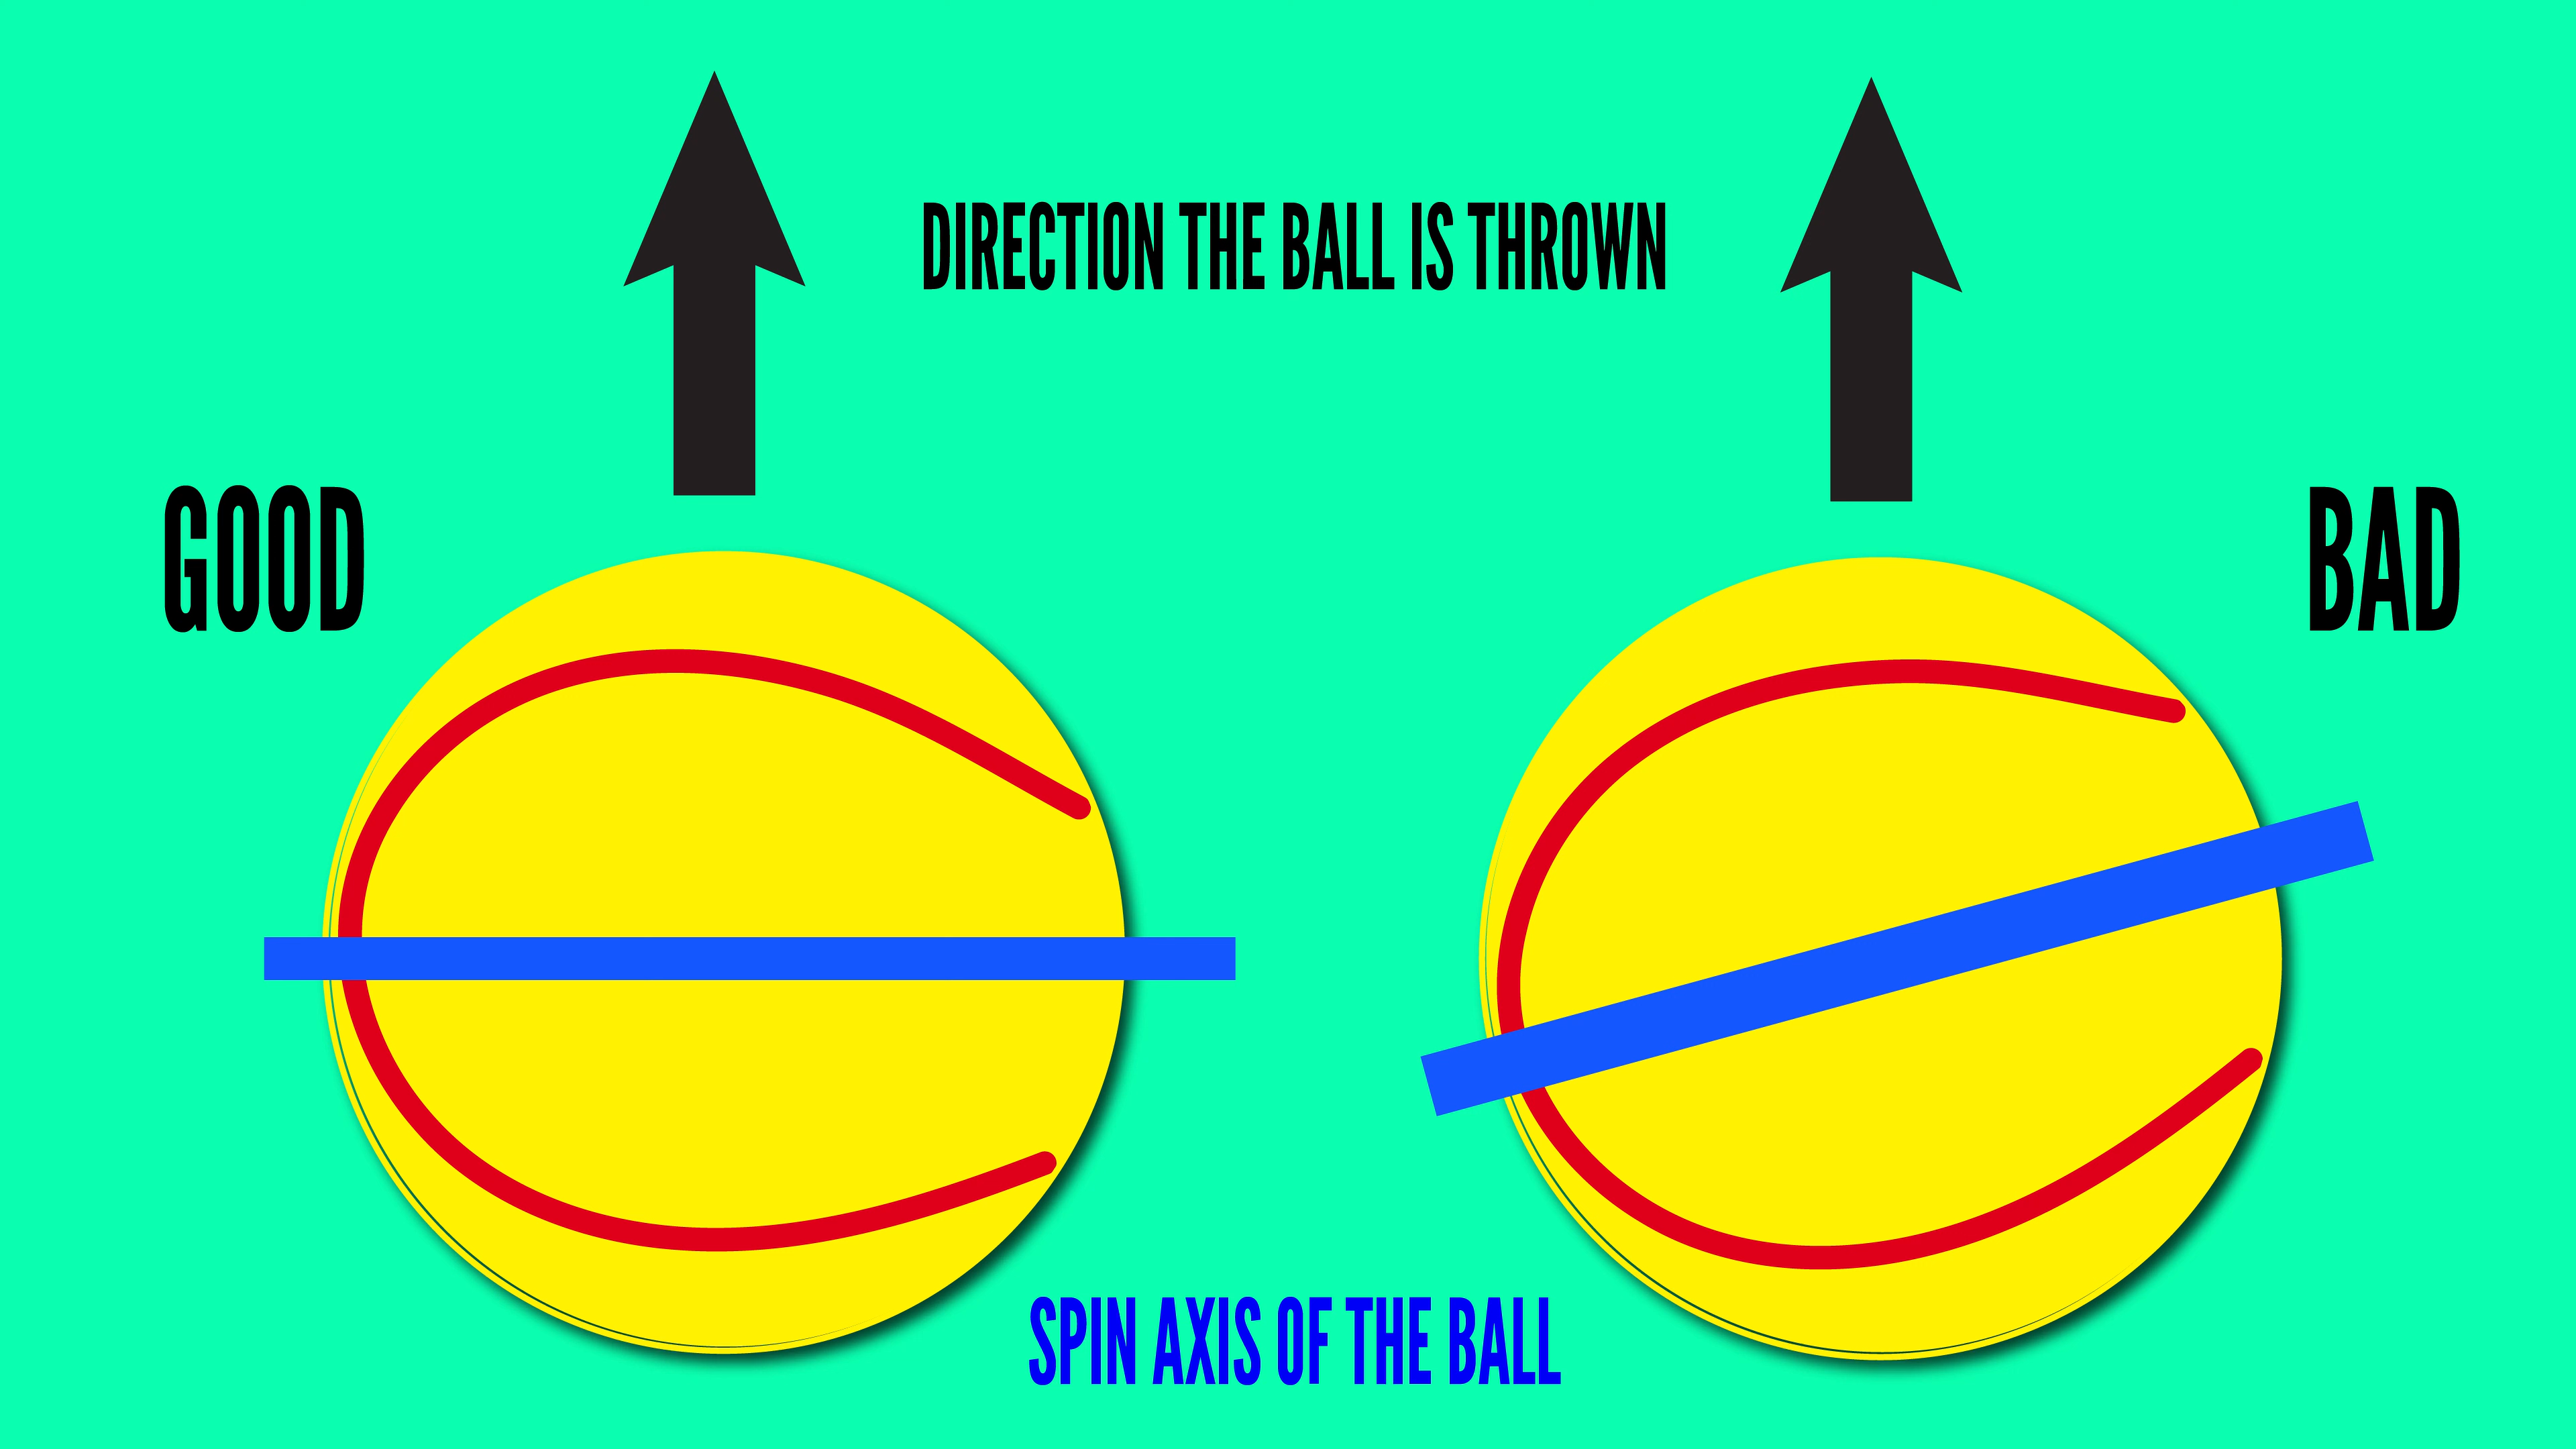 DIRECTION THE BALL IS THROWN
GOOD
BAD
SPIN AXIS OF THE BALL